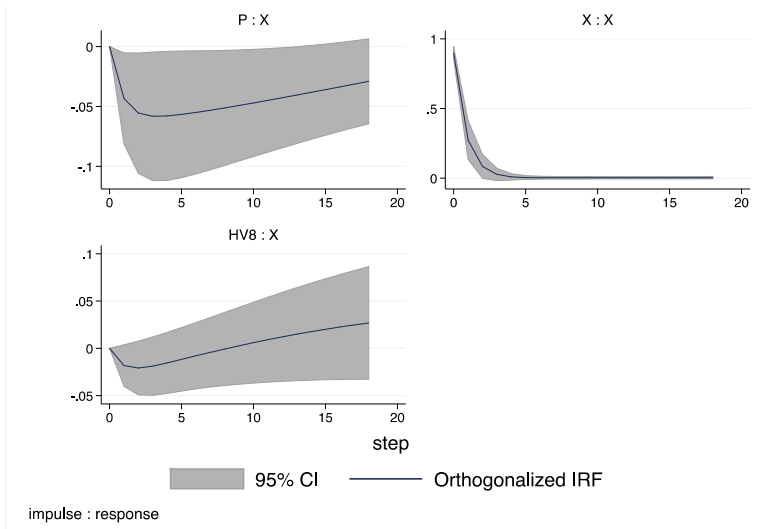 P : X
X : X
0
-.05
-.1
0 5 10 15 20
1
.5
0
0 5 10 15 20
HV8 : X
.1
.05
0
-.05
0 5 10 15 20
step
95% CI Orthogonalized IRF
impulse : response